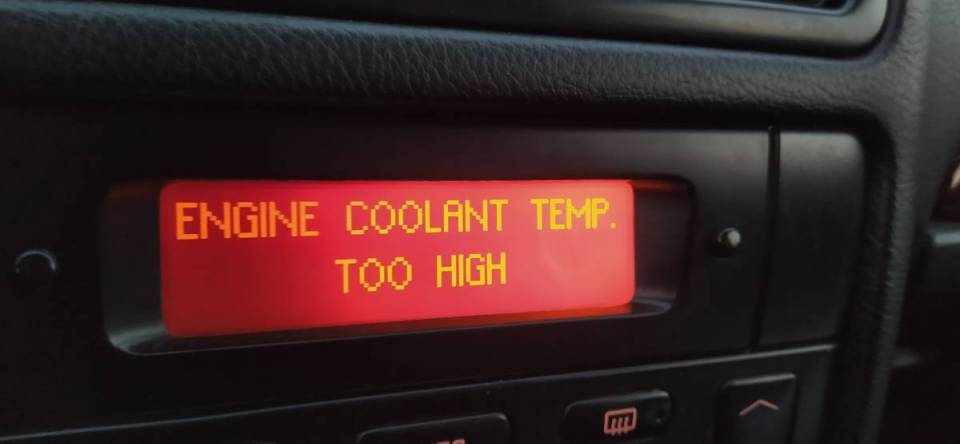 ENGINE COOLANT TEMP.
TOO HIGH